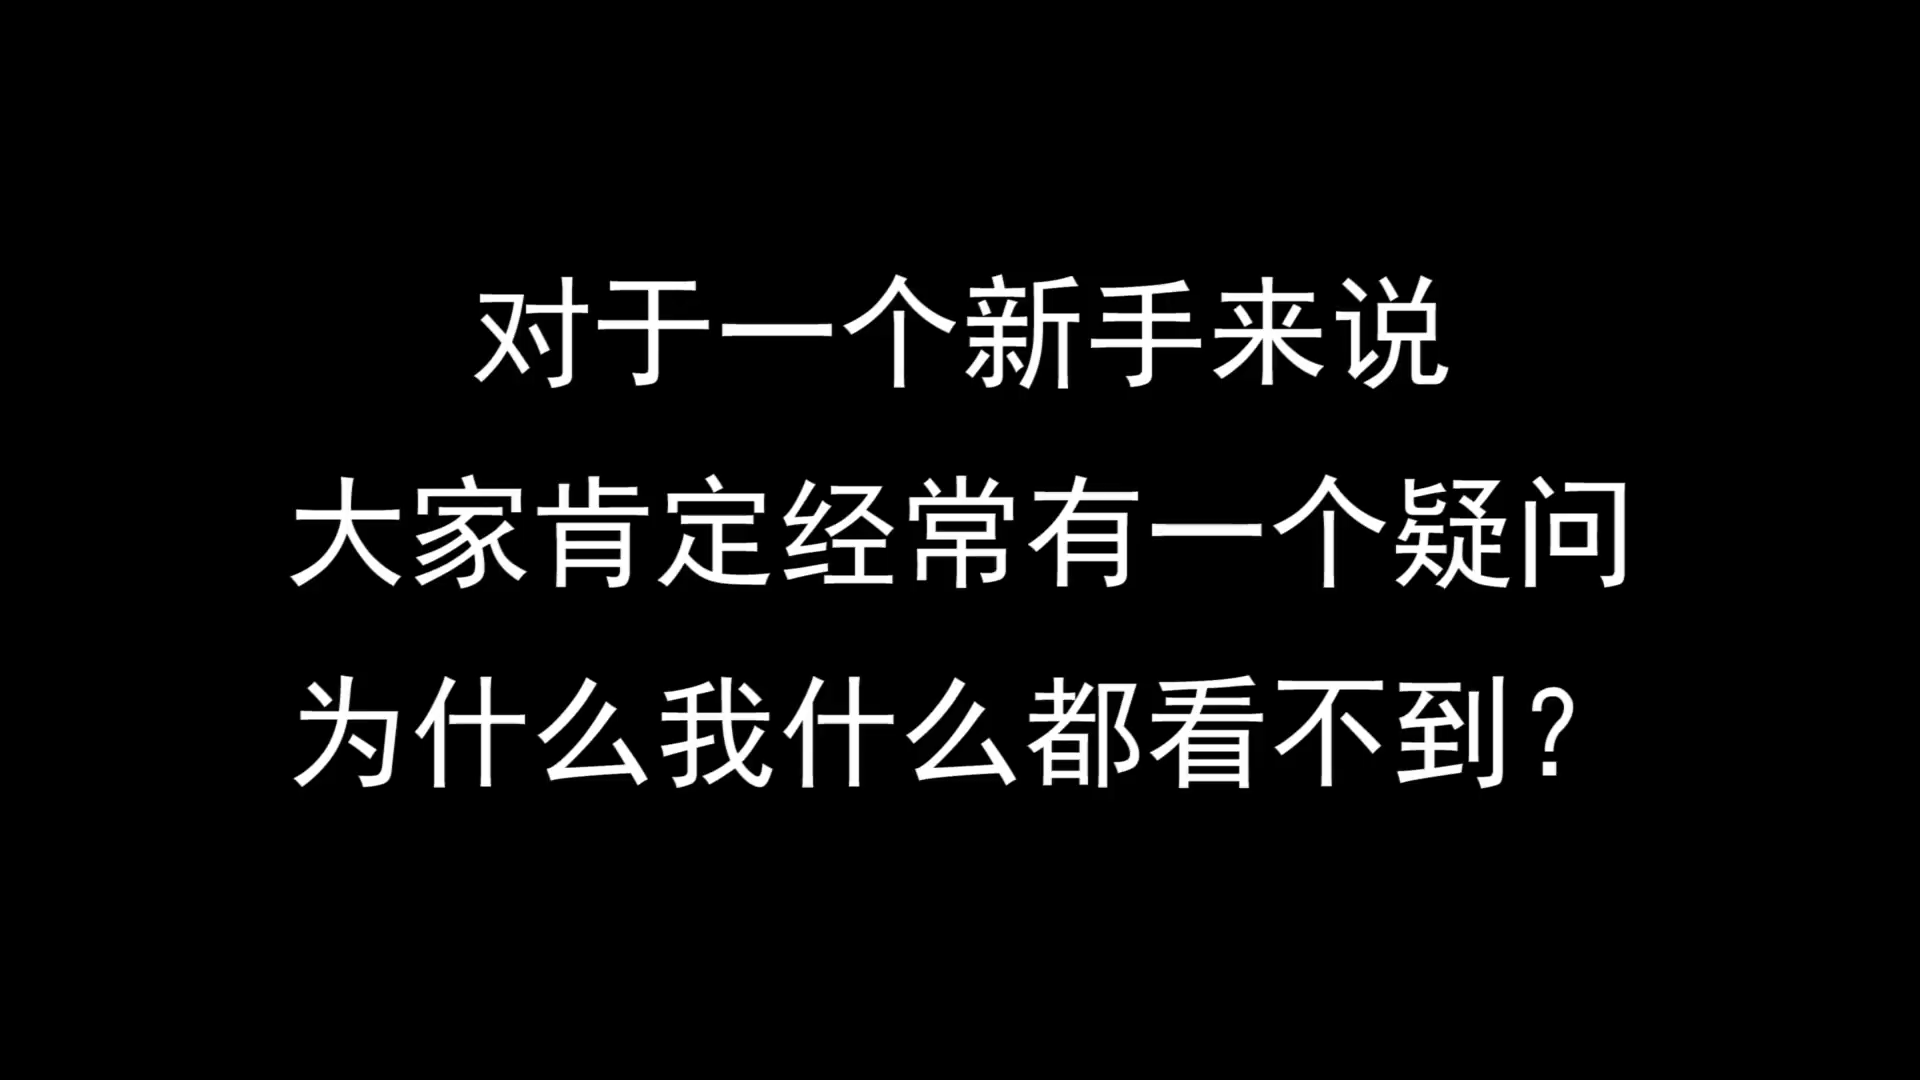 对于一个新手来说
大家肯定经常有一个疑问
为什么我什么都看不到?